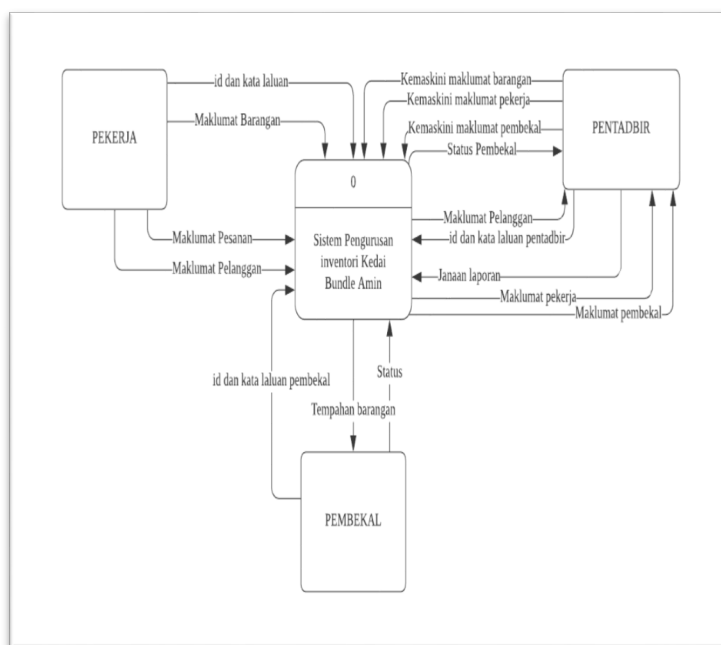 id dan kata laluan
Kemaskini maklumat barangan
Kemaskini maklumat pekerja
Maklumat Barangan
Kemaskini maklumat pembekal
PEKERJA
PENTADBIR
Status Pembekal
0
Maklumat Pelanggan
Maklumat Pesanan
Sistem Pengurusan
inventori Kedai
Bundle Amin
id dan kata laluan pentadbir
Maklumat Pelanggan
Janaan laporan
Maklumat pekerja
Maklumat pembekal
id dan kata laluan pembekal
Status
Tempahan barangan
PEMBEKAL